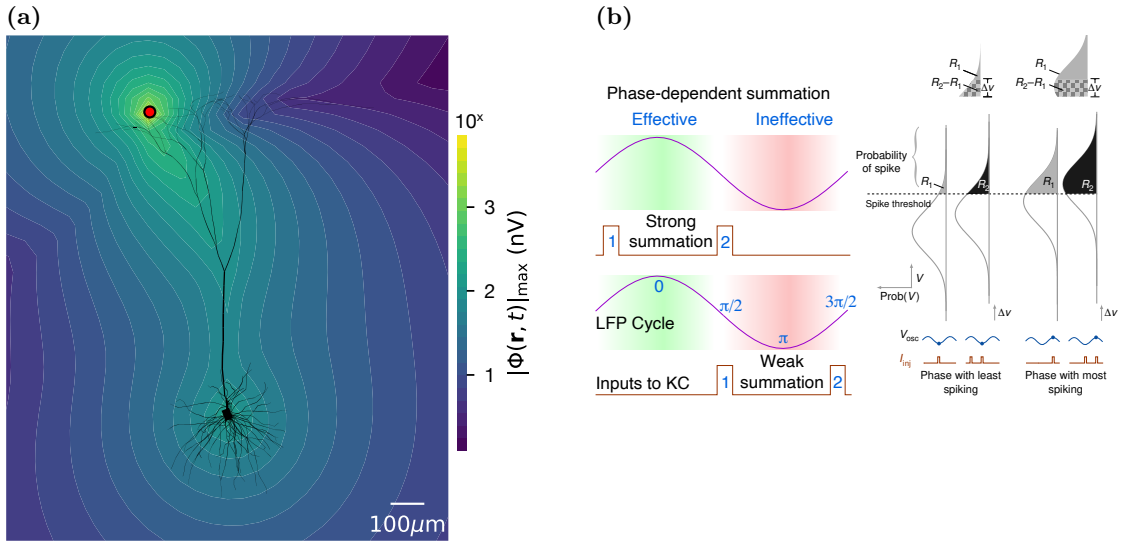 (a)
10ˣ
3
2
1
|Φ(r, t)|max (nV)
100μm
(b)
Phase-dependent summation
Effective
Ineffective
1
Strong
summation
2
0
π/2
π
3π/2
LFP Cycle
Inputs to KC
1
Weak
summation
2
R1
R2–R1
Δv
R1
R2–R1
Δv
Probability
of spike
R1
R2
R1
R2
Spike threshold
V
Prob(V)
Δv
Δv
Vosc
Iinj
Phase with least
spiking
Phase with most
spiking